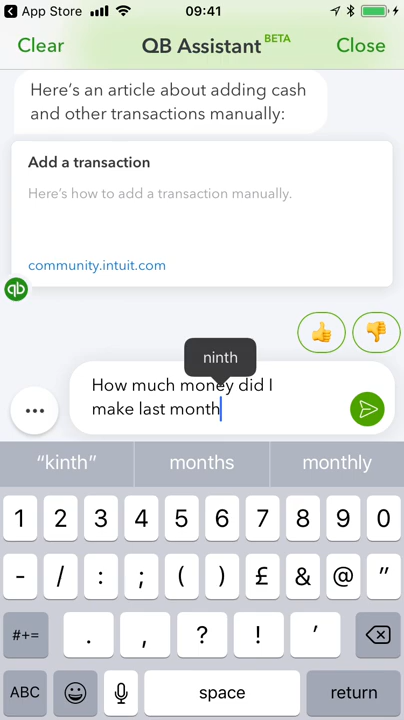 App Store 09:41
Clear QB Assistant BETA Close
Here's an article about adding cash
and other transactions manually:
Add a transaction
Here's how to add a transaction manually.
community.intuit.com
qb
ninth
How much money did I
make last month
“kinth” months monthly
1 2 3 4 5 6 7 8 9 0
- / : ; ( ) £ & @ ”
#+= . , ? ! ’
ABC space return